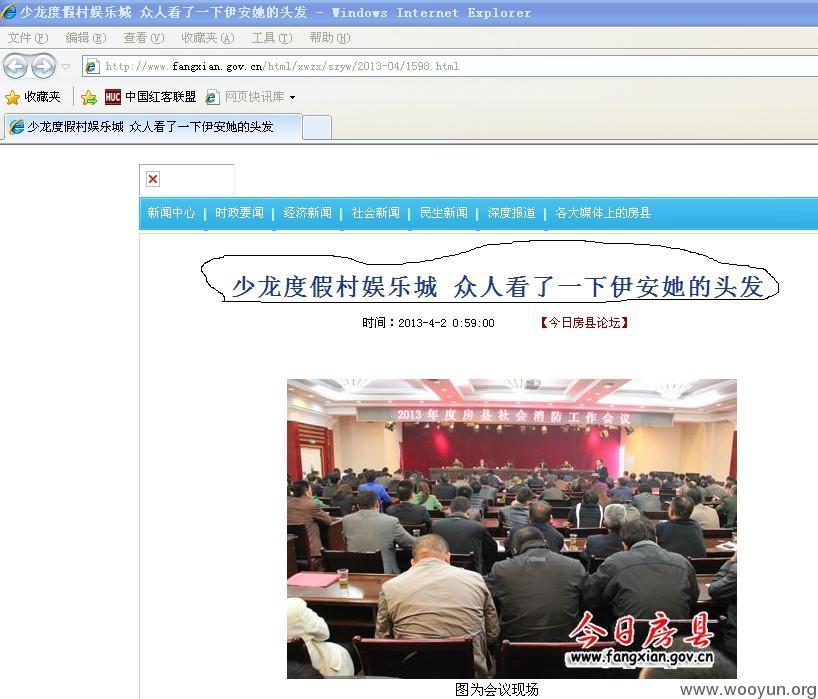 少龙度假村娱乐城 众人看了一下伊安她的头发 - Windows Internet Explorer
文件(F) 编辑(E) 查看(V) 收藏夹(A) 工具(T) 帮助(H)
http://www.fangxian.gov.cn/html/xwzx/szyw/2013-04/1598.html
收藏夹 HUC 中国红客联盟 网页快讯库
少龙度假村娱乐城 众人看了一下伊安她的头发
新闻中心 | 时政要闻 | 经济新闻 | 社会新闻 | 民生新闻 | 深度报道 | 各大媒体上的房县
少龙度假村娱乐城 众人看了一下伊安她的头发
时间：2013-4-2 0:59:00 【今日房县论坛】
2013年度房县社会消防工作会议
今日房县
www.fangxian.gov.cn
图为会议现场
www.wooyun.org